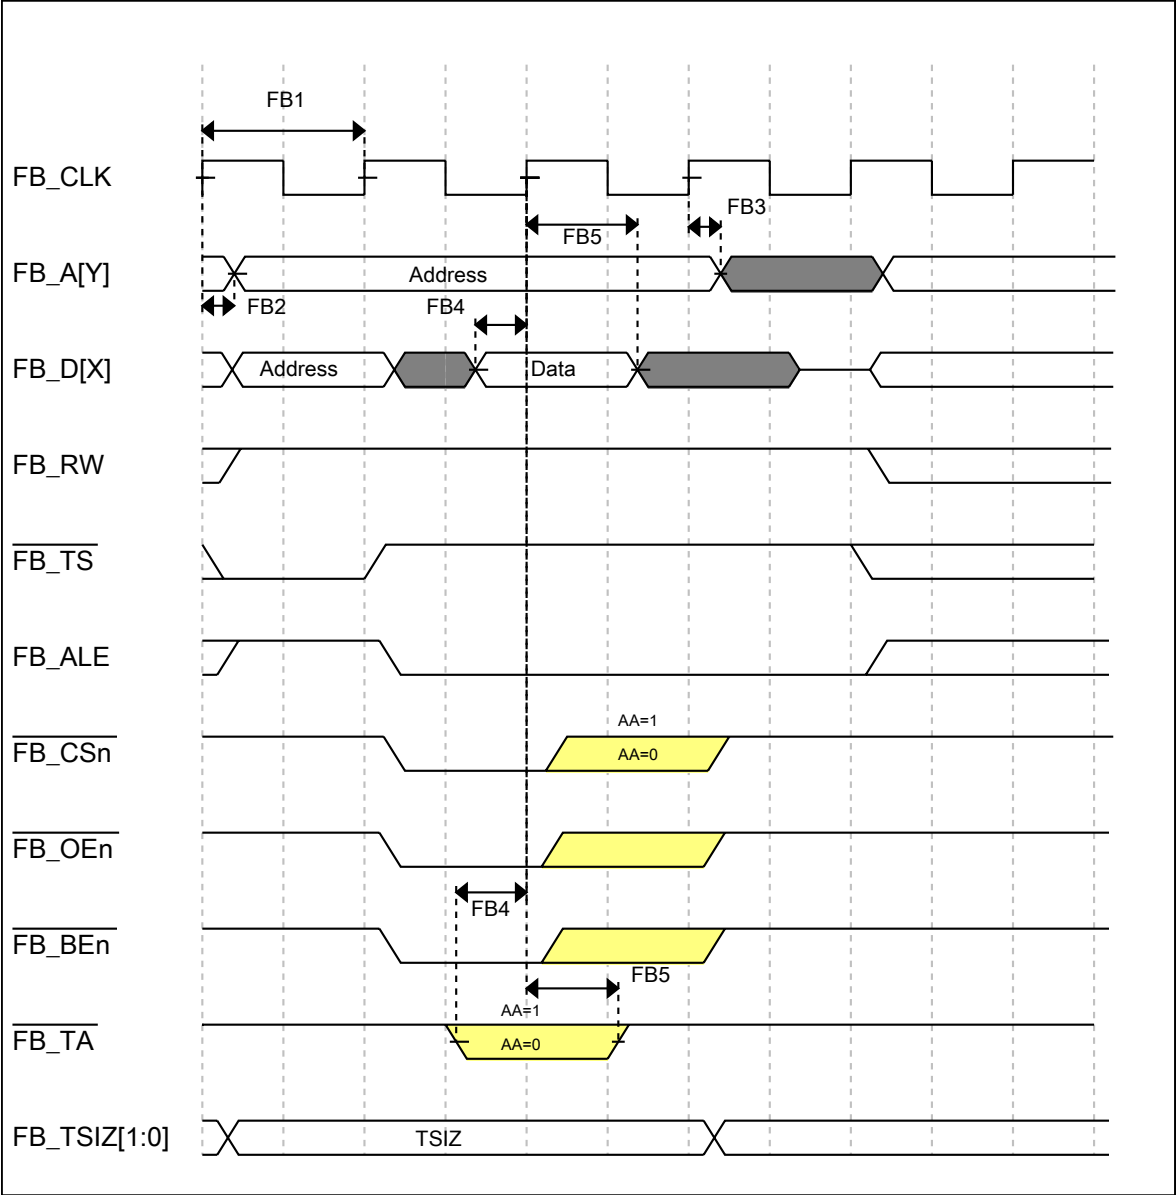 FB1
FB_CLK
FB3
FB5
FB_A[Y]
Address
FB2
FB4
FB_D[X]
Address
Data
FB_RW
FB_TS
FB_ALE
AA=1
FB_CSn
AA=0
FB_OEn
FB4
FB_BEn
FB5
AA=1
FB_TA
AA=0
FB_TSIZ[1:0]
TSIZ